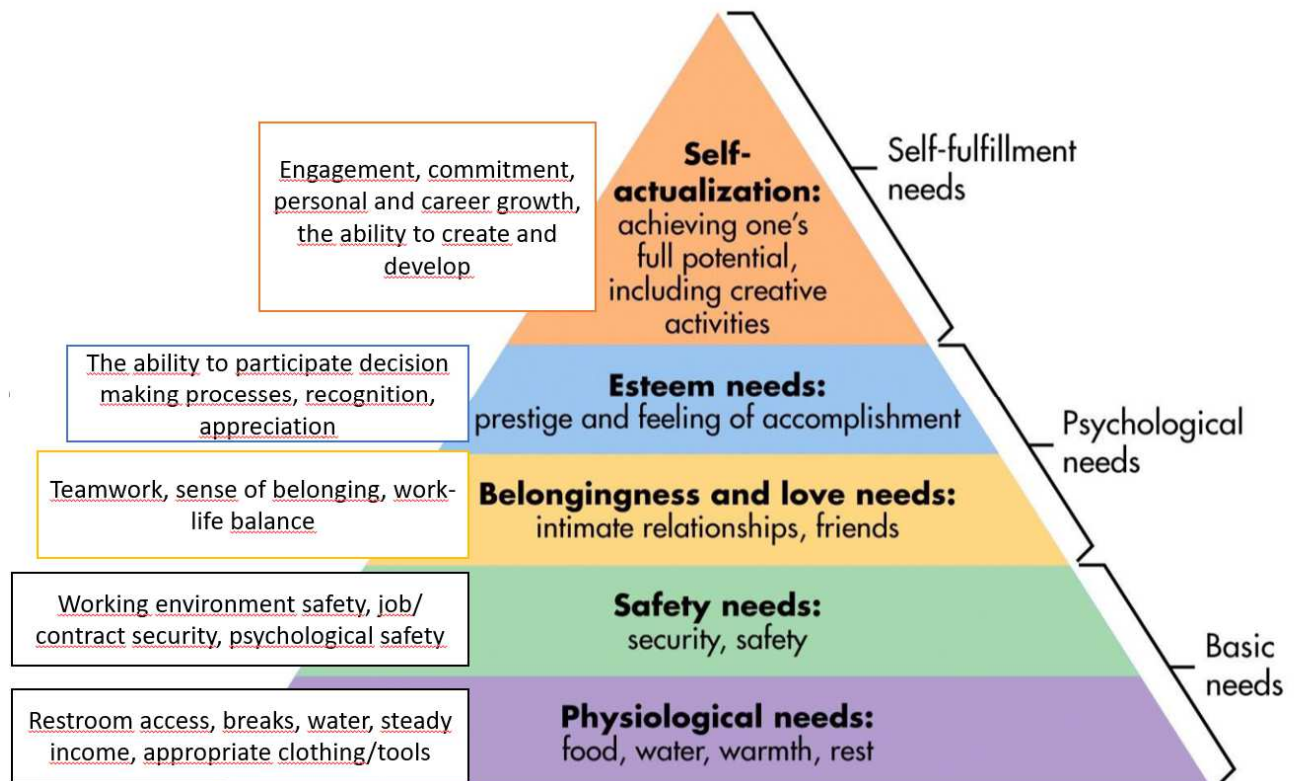 Engagement, commitment,
personal and career growth,
the ability to create and
develop
Self-
actualization:
achieving one's
full potential,
including creative
activities
Self-fulfillment
needs
The ability to participate decision
making processes, recognition,
appreciation
Esteem needs:
prestige and feeling of accomplishment
Psychological
needs
Teamwork, sense of belonging, work-
life balance
Belongingness and love needs:
intimate relationships, friends
Working environment safety, job/
contract security, psychological safety
Safety needs:
security, safety
Basic
needs
Restroom access, breaks, water, steady
income, appropriate clothing/tools
Physiological needs:
food, water, warmth, rest